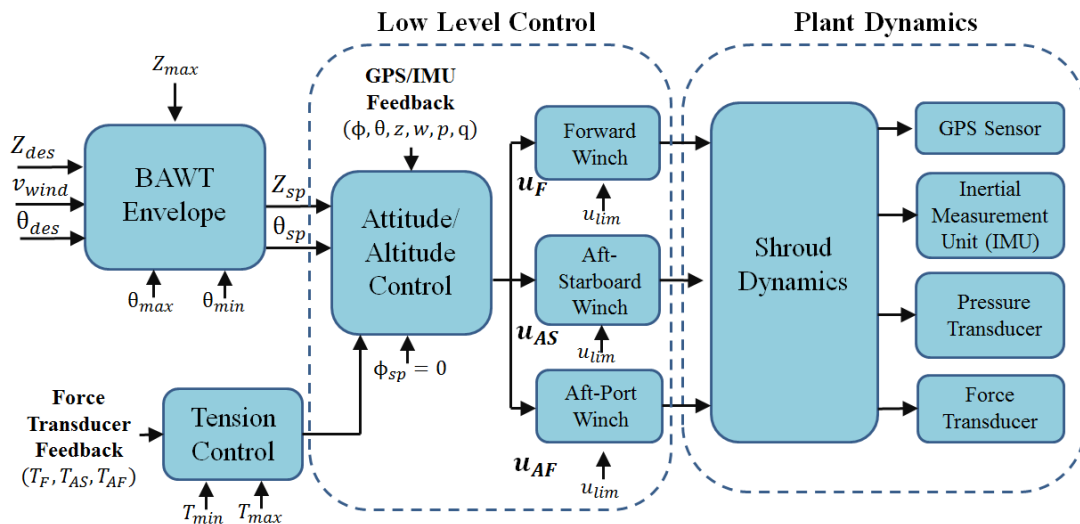 Low Level Control
Plant Dynamics
Z_max
Z_des
v_wind
θ_des
BAWT
Envelope
θ_max
θ_min
Z_sp
θ_sp
GPS/IMU
Feedback
(ϕ, θ, z, w, p, q)
Attitude/
Altitude
Control
ϕ_sp = 0
Force
Transducer
Feedback
(T_F, T_AS, T_AF)
Tension
Control
T_min
T_max
Forward
Winch
u_F
u_lim
Aft-
Starboard
Winch
u_AS
u_lim
Aft-Port
Winch
u_AF
u_lim
Shroud
Dynamics
GPS Sensor
Inertial
Measurement
Unit (IMU)
Pressure
Transducer
Force
Transducer